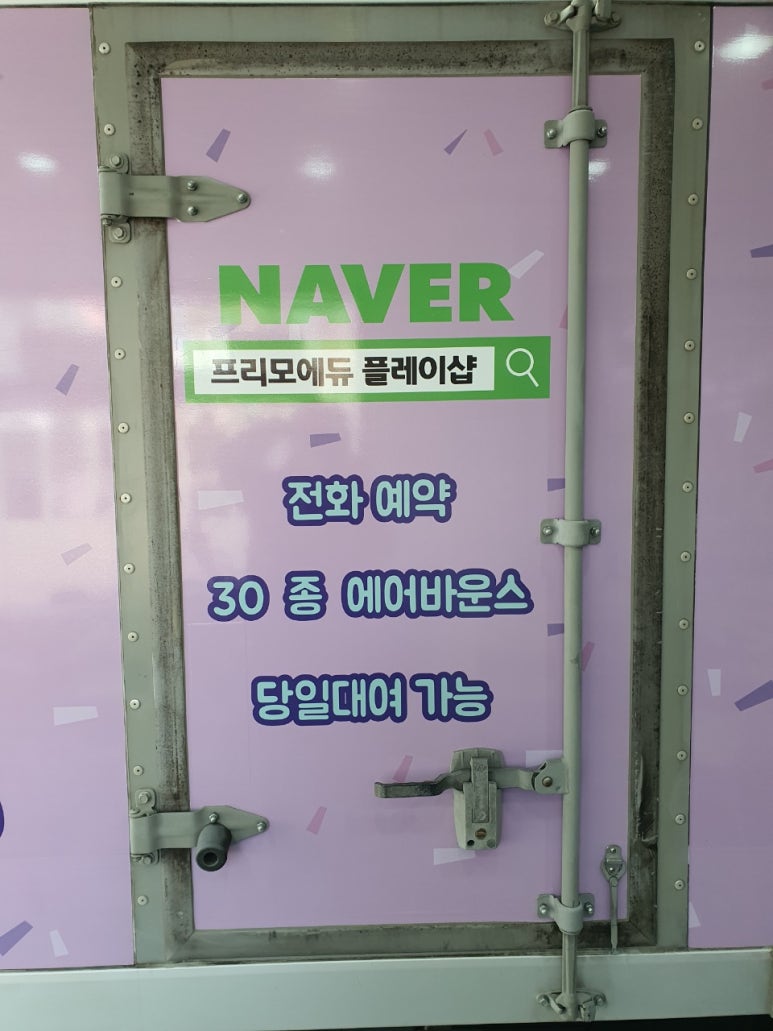 NAVER
프리모에듀 플레이샵
전화 예약
30 종 에어바운스
당일대여 가능